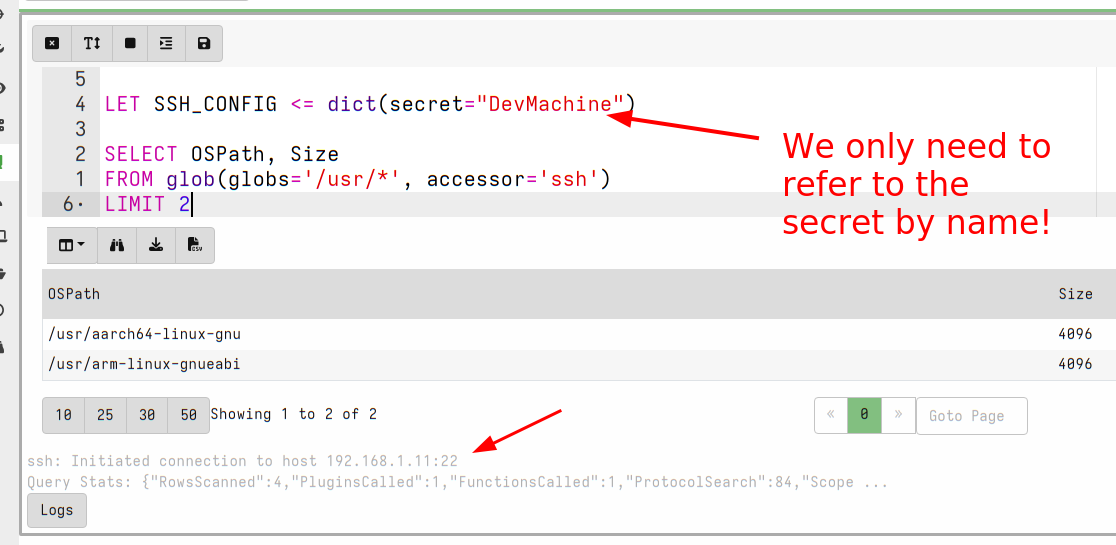 5
4 LET SSH_CONFIG <= dict(secret="DevMachine")
3
2 SELECT OSPath, Size
1 FROM glob(globs='/usr/*', accessor='ssh')
6· LIMIT 2
We only need to
refer to the
secret by name!
OSPath Size
/usr/aarch64-linux-gnu 4096
/usr/arm-linux-gnueabi 4096
10 25 30 50 Showing 1 to 2 of 2 « 0 » Goto Page
ssh: Initiated connection to host 192.168.1.11:22
Query Stats: {"RowsScanned":4,"PluginsCalled":1,"FunctionsCalled":1,"ProtocolSearch":84,"Scope ...
Logs